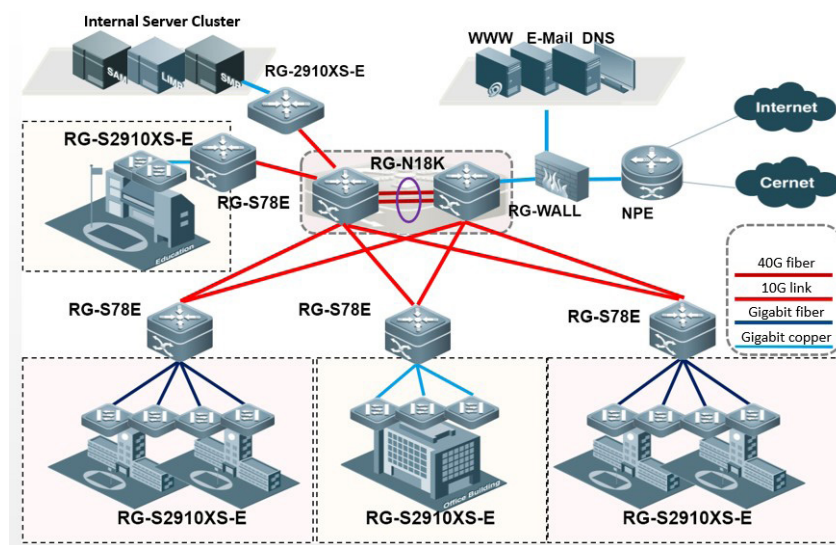 Internal Server Cluster
SAM
SMP
RG-2910XS-E
WWW E-Mail DNS
Internet
Cernet
RG-S2910XS-E
RG-S78E
Education
RG-N18K
RG-WALL
NPE
40G fiber
10G link
Gigabit fiber
Gigabit copper
RG-S78E
RG-S78E
RG-S78E
Office Building
RG-S2910XS-E
RG-S2910XS-E
RG-S2910XS-E